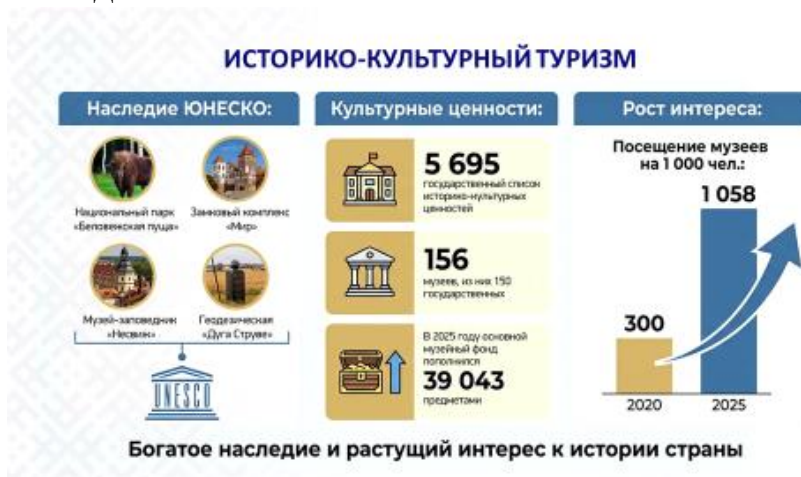 ИСТОРИКО-КУЛЬТУРНЫЙ ТУРИЗМ
Наследие ЮНЕСКО:
Национальный парк
«Беловежская пуща»
Замковый комплекс
«Мир»
Музей-заповедник
«Несвиж»
Геодезическая
«Дуга Струве»
UNESCO
Культурные ценности:
5 695
государственный список
историко-культурных
ценностей
156
музеев, из них 150
государственных
В 2025 году основной
музейный фонд
пополнился
39 043
предметами
Рост интереса:
Посещение музеев
на 1 000 чел.:
1 058
300
2020
2025
Богатое наследие и растущий интерес к истории страны